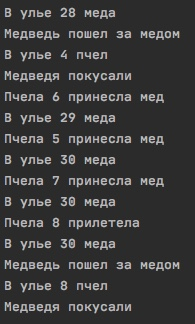 В улье 28 меда
Медведь пошел за медом
В улье 4 пчел
Медведя покусали
Пчела 6 принесла мед
В улье 29 меда
Пчела 5 принесла мед
В улье 30 меда
Пчела 7 принесла мед
В улье 30 меда
Пчела 8 прилетела
В улье 30 меда
Медведь пошел за медом
В улье 8 пчел
Медведя покусали